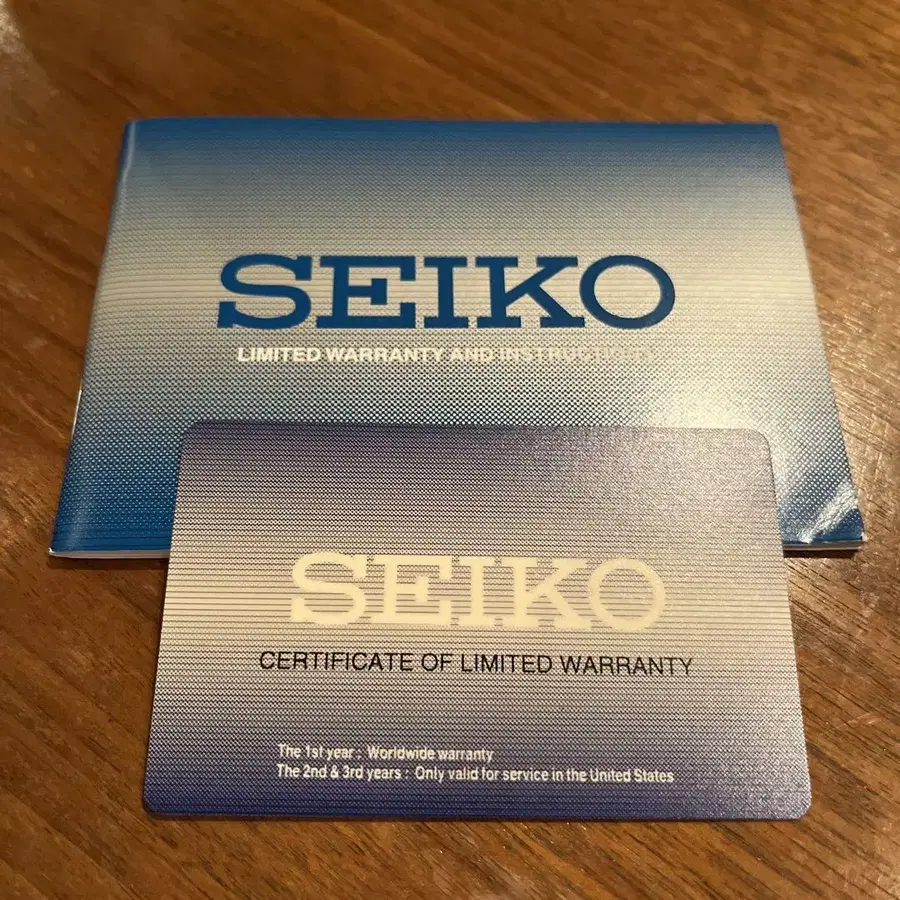 SEIKO
LIMITED WARRANTY AND INSTRUCTIONS
SEIKO
CERTIFICATE OF LIMITED WARRANTY
The 1st year : Worldwide warranty
The 2nd & 3rd years : Only valid for service in the United States